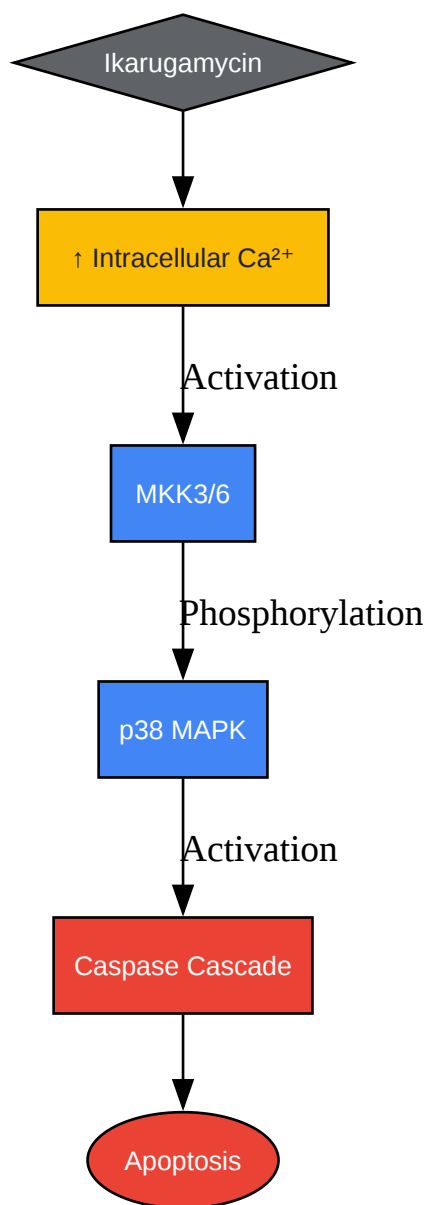 Ikarugamycin
↑ Intracellular Ca²⁺
Activation
MKK3/6
Phosphorylation
p38 MAPK
Activation
Caspase Cascade
Apoptosis